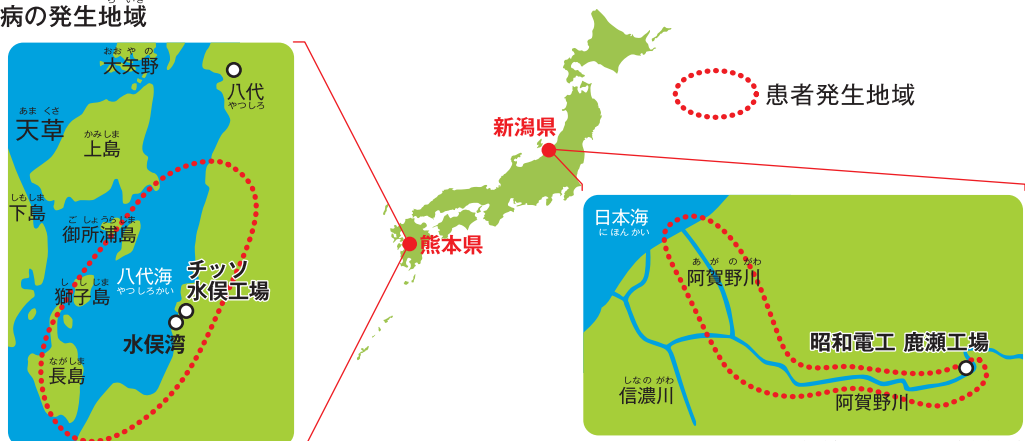 病の発生地域
ち いき
おお や の
大矢野
八代
やつしろ
あま くさ
天草
かみ しま
上島
しも しま
下島
ご しょうら じま
御所浦島
し し じま
獅子島
八代海
やつ しろ かい
チッソ
水俣工場
水俣湾
ながしま
長島
新潟県
熊本県
患者発生地域
日本海
に ほん かい
あ が の がわ
阿賀野川
昭和電工 鹿瀬工場
しなの がわ
信濃川
阿賀野川